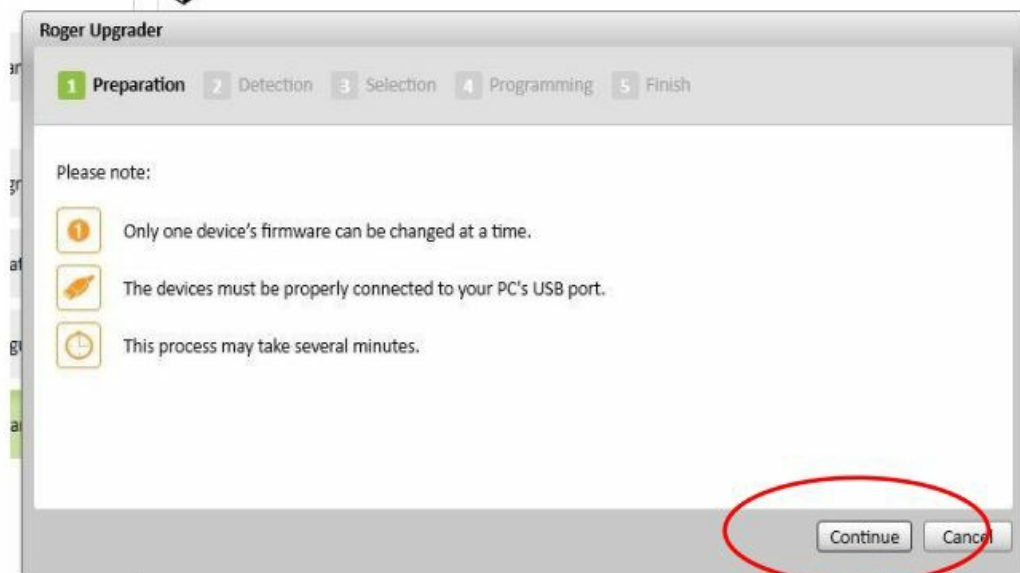 Roger Upgrader
1 Preparation 2 Detection 3 Selection 4 Programming 5 Finish
Please note:
1 Only one device's firmware can be changed at a time.
The devices must be properly connected to your PC's USB port.
This process may take several minutes.
Continue Cancel